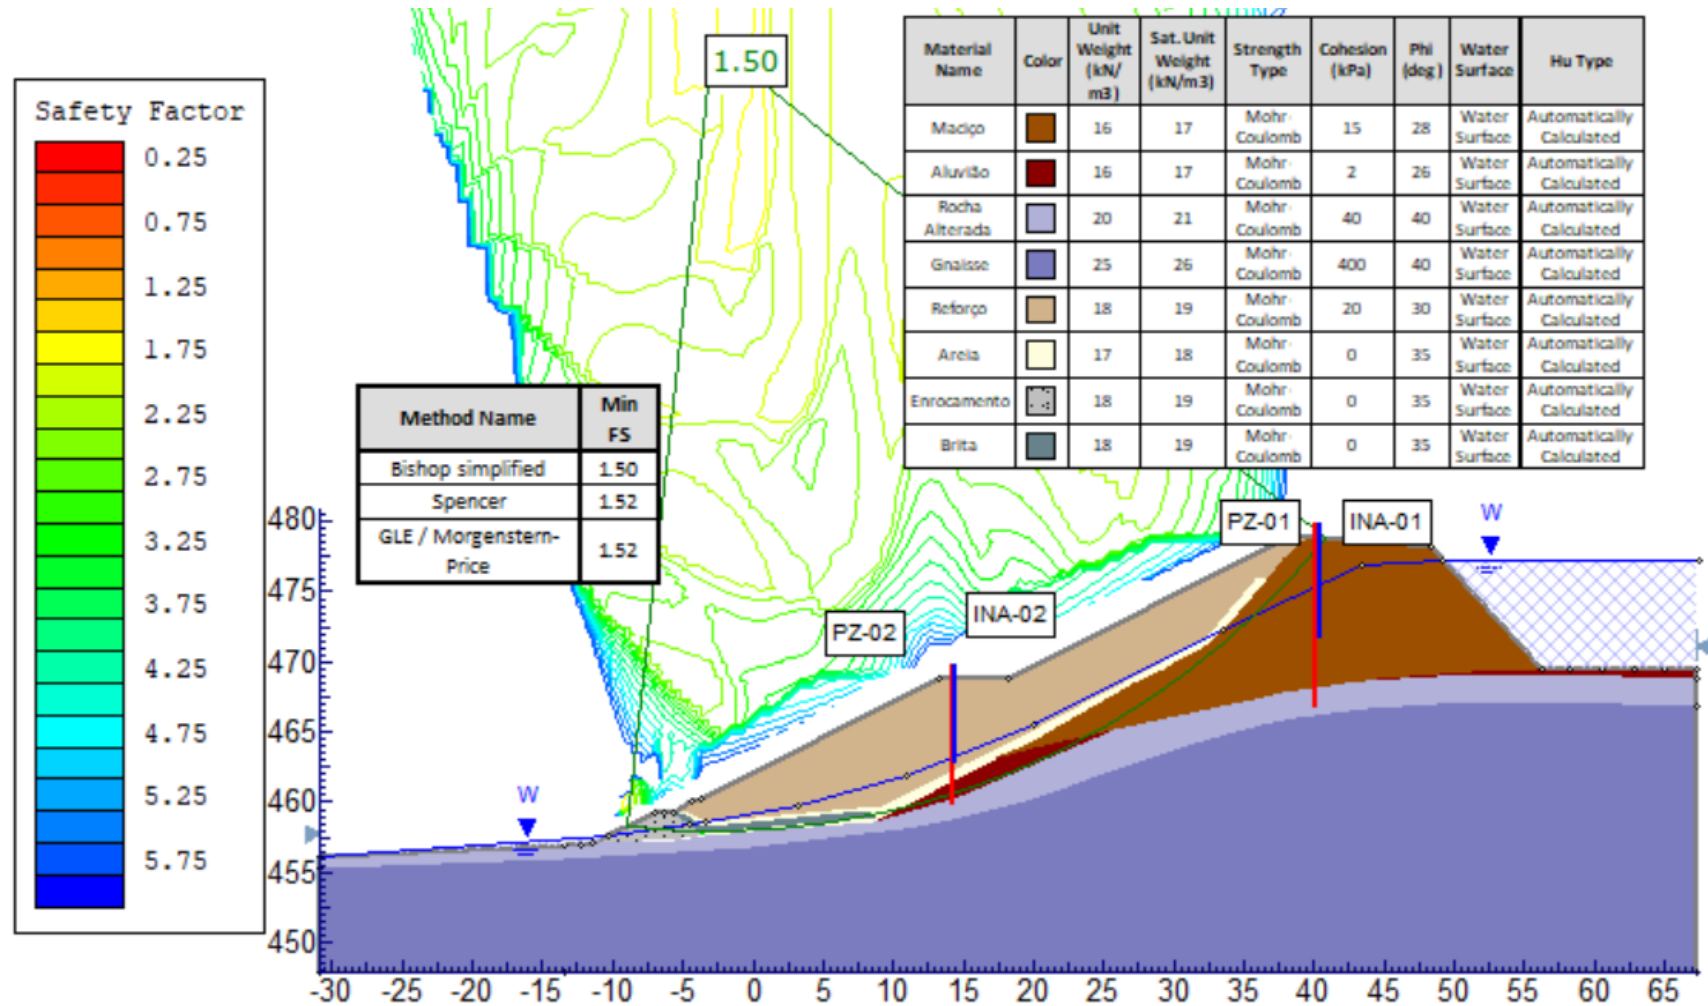 Safety Factor
0.25
0.75
1.25
1.75
2.25
2.75
3.25
3.75
4.25
4.75
5.25
5.75
1.50
Method Name Min FS
Bishop simplified 1.50
Spencer 1.52
GLE / Morgenstern-Price 1.52
Material Name Color Unit Weight (kN/m3) Sat. Unit Weight (kN/m3) Strength Type Cohesion (kPa) Phi (deg) Water Surface Hu Type
Maciço 16 17 Mohr-Coulomb 15 28 Water Surface Automatically Calculated
Aluvião 16 17 Mohr-Coulomb 2 26 Water Surface Automatically Calculated
Rocha Alterada 20 21 Mohr-Coulomb 40 40 Water Surface Automatically Calculated
Gnaisse 25 26 Mohr-Coulomb 400 40 Water Surface Automatically Calculated
Reforço 18 19 Mohr-Coulomb 20 30 Water Surface Automatically Calculated
Areia 17 18 Mohr-Coulomb 0 35 Water Surface Automatically Calculated
Enrocamento 18 19 Mohr-Coulomb 0 35 Water Surface Automatically Calculated
Brita 18 19 Mohr-Coulomb 0 35 Water Surface Automatically Calculated
PZ-01 INA-01 W
PZ-02 INA-02
W
480
475
470
465
460
455
450
-30 -25 -20 -15 -10 -5 0 5 10 15 20 25 30 35 40 45 50 55 60 65